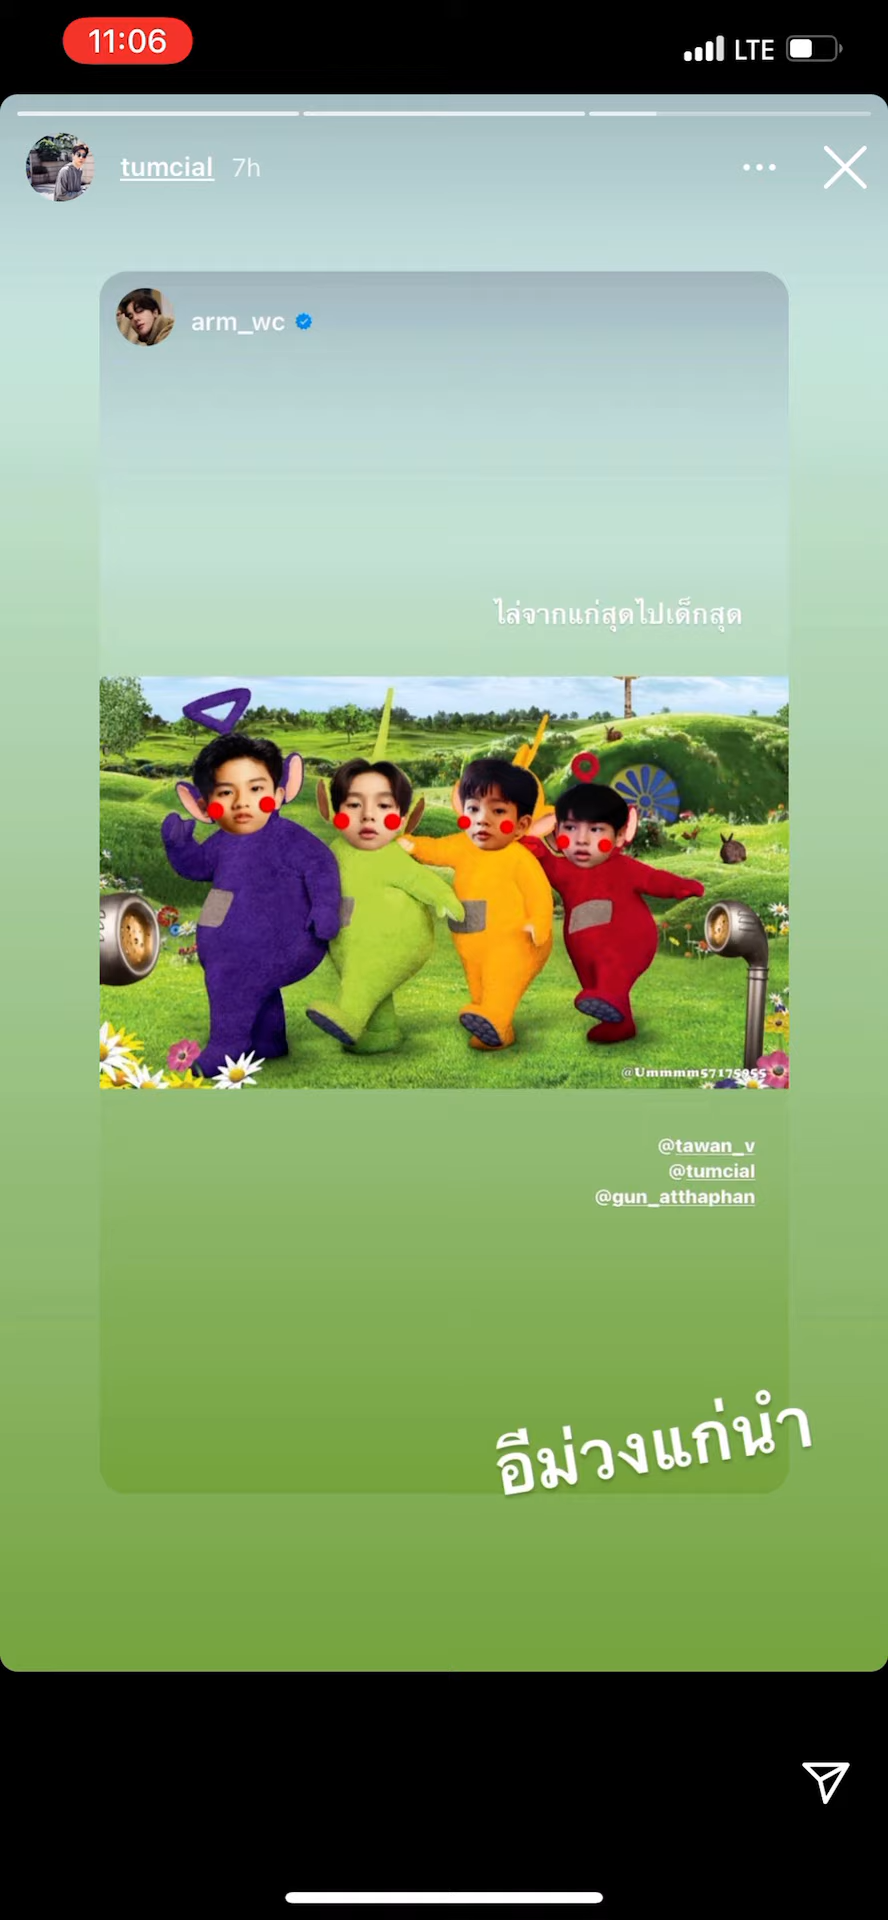 11:06
LTE
tumcial 7h
arm_wc
ไล่จากแก่สุดไปเด็กสุด
@Ummmm57175955
@tawan_v
@tumcial
@gun_atthaphan
อีม่วงแก่นำ